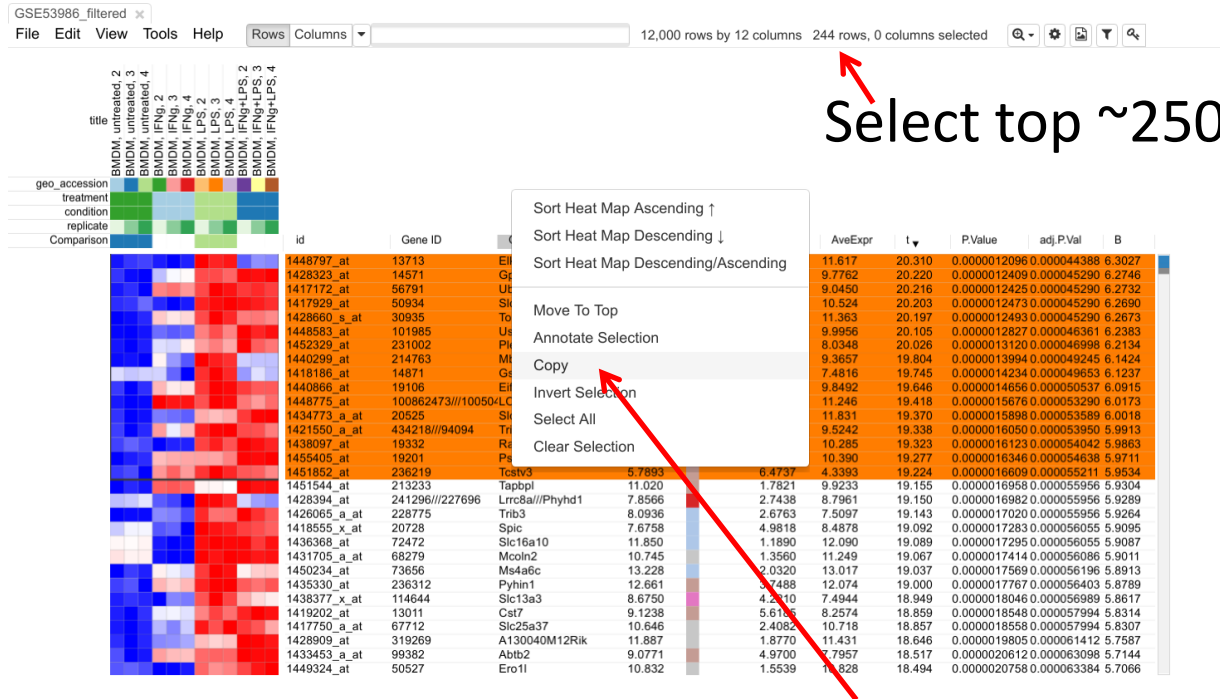 GSE53986_filtered ×
File Edit View Tools Help Rows Columns 12,000 rows by 12 columns 244 rows, 0 columns selected
Select top ~250
title
BMDM, untreated, 2
BMDM, untreated, 3
BMDM, untreated, 4
BMDM, IFNg, 2
BMDM, IFNg, 3
BMDM, IFNg, 4
BMDM, LPS, 2
BMDM, LPS, 3
BMDM, LPS, 4
BMDM, IFNg+LPS, 2
BMDM, IFNg+LPS, 3
BMDM, IFNg+LPS, 4
geo_accession
treatment
condition
replicate
Comparison
Sort Heat Map Ascending ↑
Sort Heat Map Descending ↓
Sort Heat Map Descending/Ascending
Move To Top
Annotate Selection
Copy
Invert Selection
Select All
Clear Selection
id Gene ID AveExpr t P.Value adj.P.Val B
1448797_at 13713 11.617 20.310 0.0000012096 0.000044388 6.3027
1428323_at 14571 9.7762 20.220 0.0000012409 0.000045290 6.2746
1417172_at 56791 9.0450 20.216 0.0000012425 0.000045290 6.2732
1417929_at 50934 10.524 20.203 0.0000012473 0.000045290 6.2690
1428660_s_at 30935 11.363 20.197 0.0000012493 0.000045290 6.2673
1448583_at 101985 9.9956 20.105 0.0000012827 0.000046361 6.2383
1452329_at 231002 8.0348 20.026 0.0000013120 0.000046998 6.2134
1440299_at 214763 9.3657 19.804 0.0000013994 0.000049245 6.1424
1418186_at 14871 7.4816 19.745 0.0000014234 0.000049653 6.1237
1440866_at 19106 9.8492 19.646 0.0000014656 0.000050537 6.0915
1448775_at 100862473///100504 11.246 19.418 0.0000015676 0.000053290 6.0173
1434773_a_at 20525 11.831 19.370 0.0000015898 0.000053589 6.0018
1421550_a_at 434218///94094 9.5242 19.338 0.0000016050 0.000053950 5.9913
1438097_at 19332 10.285 19.323 0.0000016123 0.000054042 5.9863
1455405_at 19201 10.390 19.277 0.0000016346 0.000054638 5.9711
1451852_at 236219 Tcstv3 5.7893 6.4737 4.3393 19.224 0.0000016609 0.000055211 5.9534
1451544_at 213233 Tapbpl 11.020 1.7821 9.9233 19.155 0.0000016958 0.000055956 5.9304
1428394_at 241296///227696 Lrrc8a///Phyhd1 7.8566 2.7438 8.7961 19.150 0.0000016982 0.000055956 5.9289
1426065_a_at 228775 Trib3 8.0936 2.6763 7.5097 19.143 0.0000017020 0.000055956 5.9264
1418555_x_at 20728 Spic 7.6758 4.9818 8.4878 19.092 0.0000017283 0.000056055 5.9095
1436368_at 72472 Slc16a10 11.850 1.1890 12.090 19.089 0.0000017295 0.000056055 5.9087
1431705_a_at 68279 Mcoln2 10.745 1.3560 11.249 19.067 0.0000017414 0.000056086 5.9011
1450234_at 73656 Ms4a6c 13.228 2.0320 13.017 19.037 0.0000017569 0.000056196 5.8913
1435330_at 236312 Pyhin1 12.661 12.074 19.000 0.0000017767 0.000056403 5.8789
1438377_x_at 114644 Slc13a3 8.6750 7.4944 18.949 0.0000018046 0.000056989 5.8617
1419202_at 13011 Cst7 9.1238 8.2574 18.859 0.0000018548 0.000057994 5.8314
1417750_a_at 67712 Slc25a37 10.646 2.4082 10.718 18.857 0.0000018558 0.000057994 5.8307
1428909_at 319269 A130040M12Rik 11.887 1.8770 11.431 18.646 0.0000019805 0.000061412 5.7587
1433453_a_at 99382 Abtb2 9.0771 4.9700 7.7957 18.517 0.0000020612 0.000063098 5.7144
1449324_at 50527 Ero1l 10.832 1.5539 18.494 0.0000020758 0.000063384 5.7066